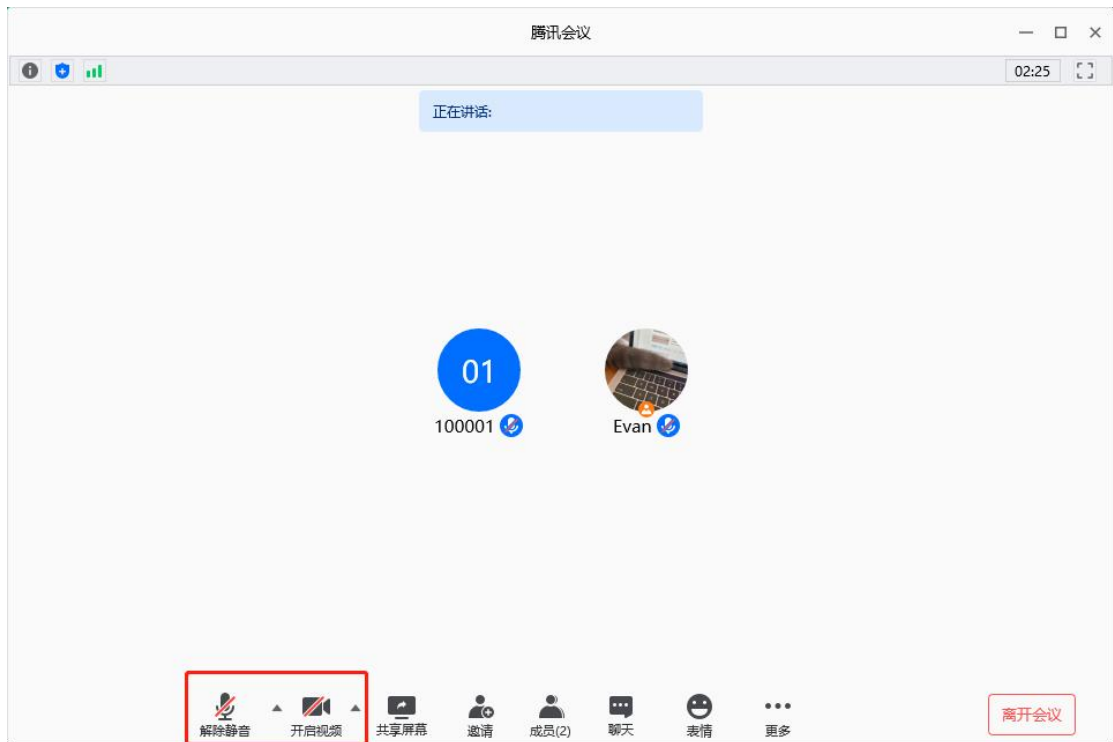 腾讯会议
02:25
正在讲话:
01
100001
Evan
解除静音
开启视频
共享屏幕
邀请
成员(2)
聊天
表情
更多
离开会议